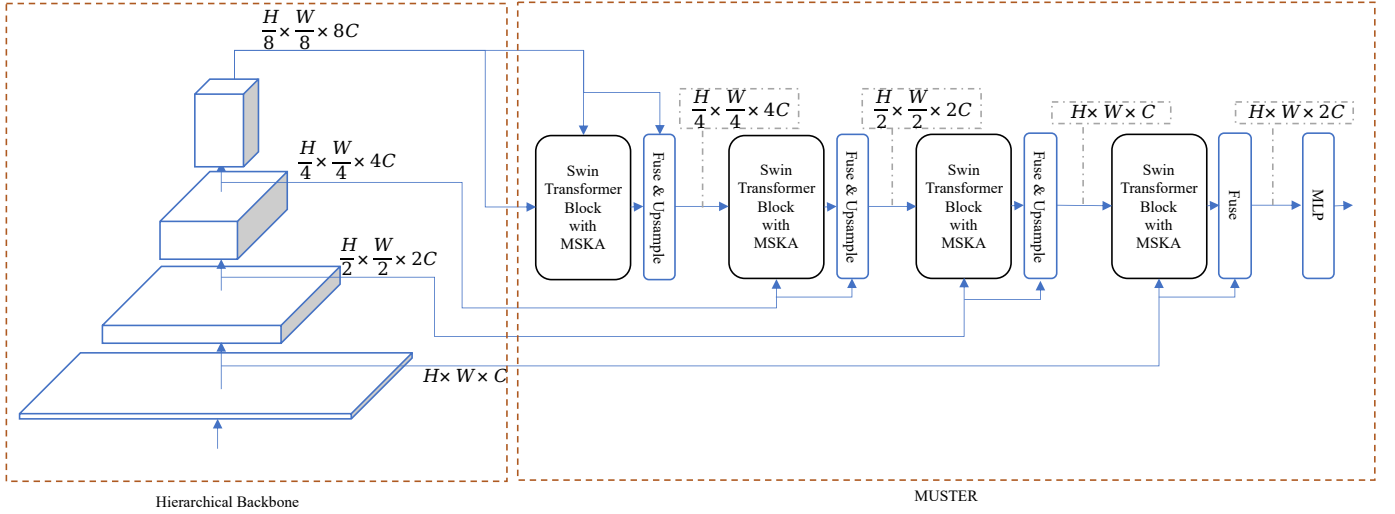 H/8 × W/8 × 8C
H/4 × W/4 × 4C
H/2 × W/2 × 2C
H× W × C
Hierarchical Backbone
Swin
Transformer
Block
with
MSKA
Fuse & Upsample
H/4 × W/4 × 4C
Swin
Transformer
Block
with
MSKA
Fuse & Upsample
H/2 × W/2 × 2C
Swin
Transformer
Block
with
MSKA
Fuse & Upsample
H× W × C
Swin
Transformer
Block
with
MSKA
Fuse
H× W × 2C
MLP
MUSTER